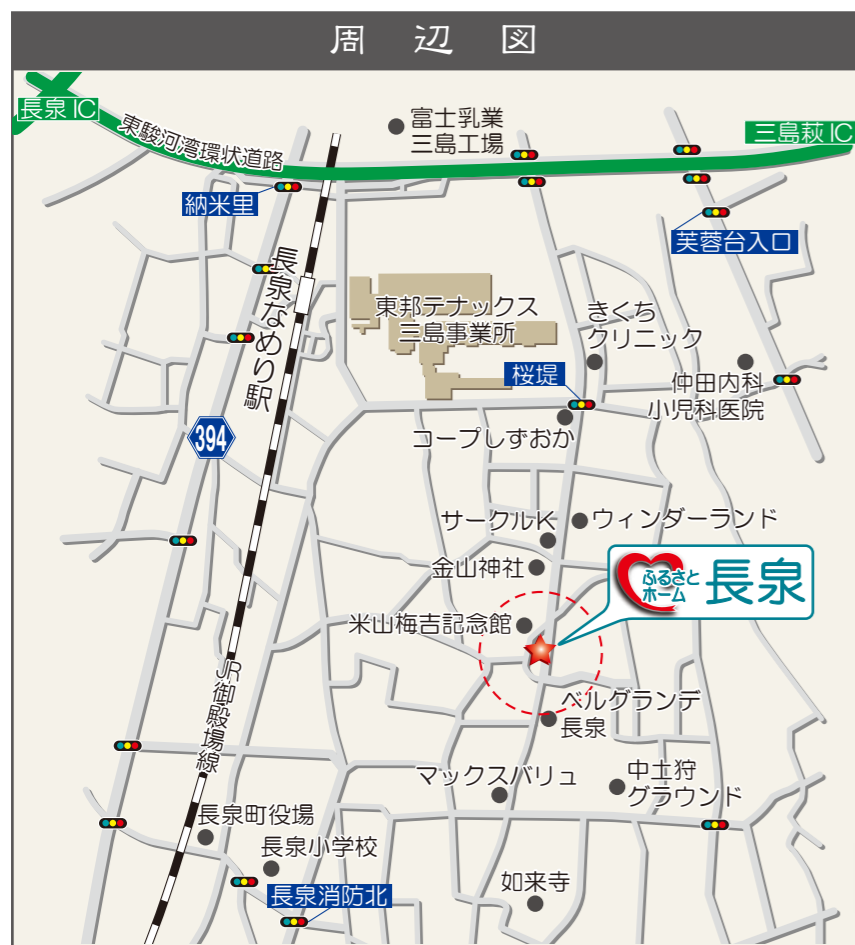 周辺図
長泉IC
東駿河湾環状道路
富士乳業
三島工場
三島萩IC
納米里
芙蓉台入口
長泉なめり駅
東邦テナックス
三島事業所
きくち
クリニック
桜堤
仲田内科
小児科医院
394
コープしずおか
サークルK
ウィンダーランド
金山神社
ふるさと
ホーム
長泉
米山梅吉記念館
JR御殿場線
ベルグランデ
長泉
マックスバリュ
中土狩
グラウンド
長泉町役場
長泉小学校
長泉消防北
如来寺